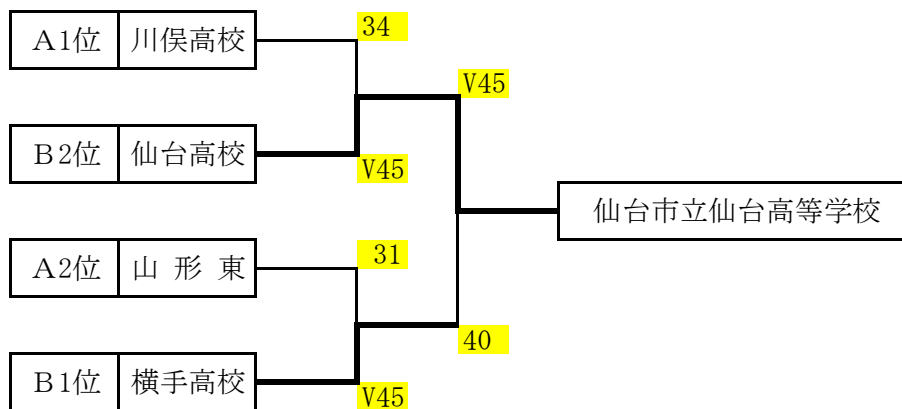 A1位 川俣高校 34
V45
B2位 仙台高校 V45
仙台市立仙台高等学校
A2位 山形東 31
40
B1位 横手高校 V45